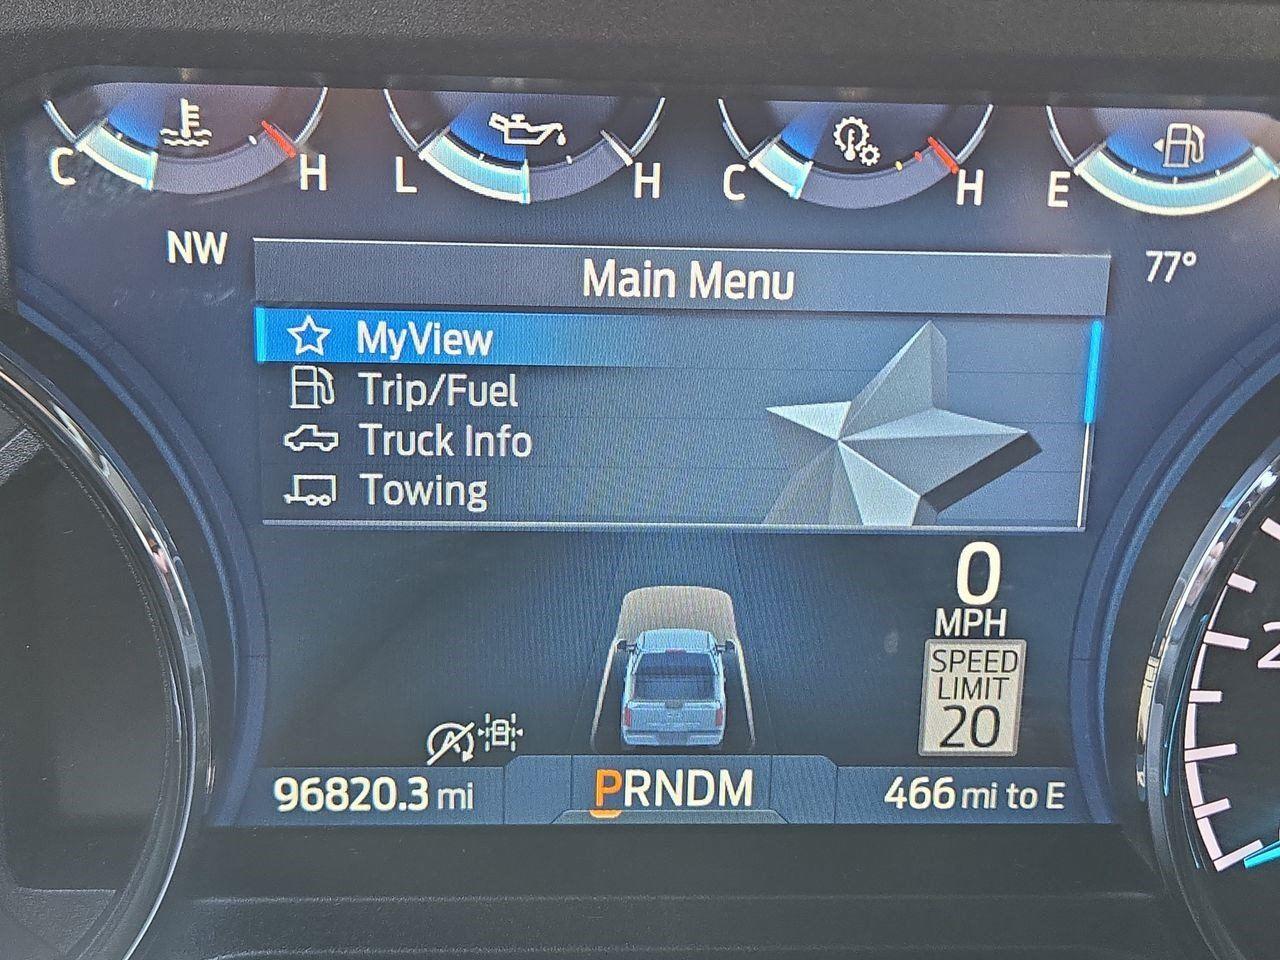 C H L H C H E
NW
77°
Main Menu
MyView
Trip/Fuel
Truck Info
Towing
0
MPH
SPEED
LIMIT
20
96820.3 mi
PRNDM
466 mi to E
2